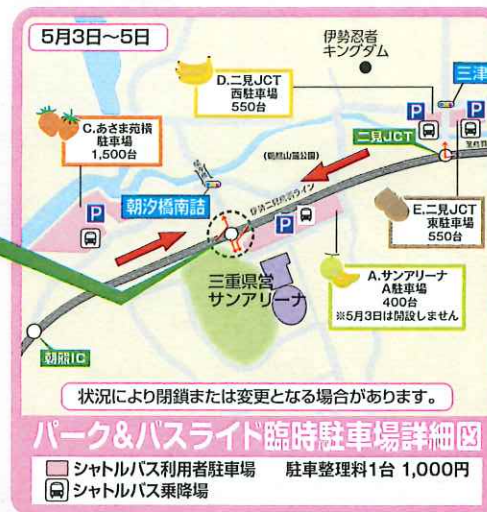 5月3日～5日
伊勢忍者
キングダム
D.二見JCT
西駐車場
550台
三津
P
P
C.あさま苑横
駐車場
1,500台
二見JCT
朝汐橋南詰
伊勢二見鳥羽ライン
P
P
E.二見JCT
東駐車場
550台
三重県営
サンアリーナ
A.サンアリーナ
A駐車場
400台
※5月3日は開設しません
朝熊IC
状況により閉鎖または変更となる場合があります。
パーク&バスライド臨時駐車場詳細図
シャトルバス利用者駐車場 駐車整理料1台 1,000円
シャトルバス乗降場